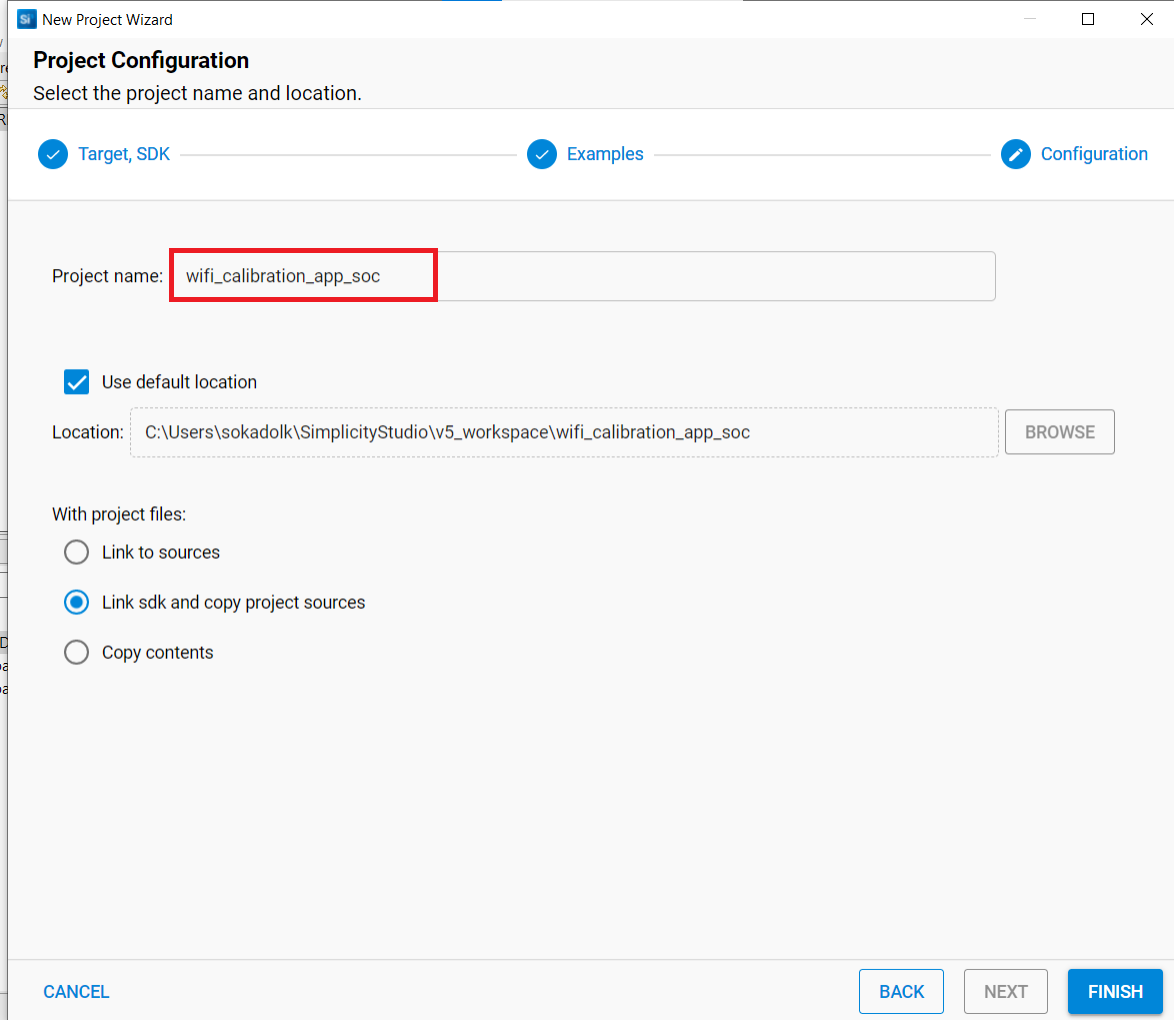 Si New Project Wizard
Project Configuration
Select the project name and location.
Target, SDK Examples Configuration
Project name: wifi_calibration_app_soc
Use default location
Location: C:\Users\sokadolk\SimplicityStudio\v5_workspace\wifi_calibration_app_soc BROWSE
With project files:
Link to sources
Link sdk and copy project sources
Copy contents
CANCEL BACK NEXT FINISH